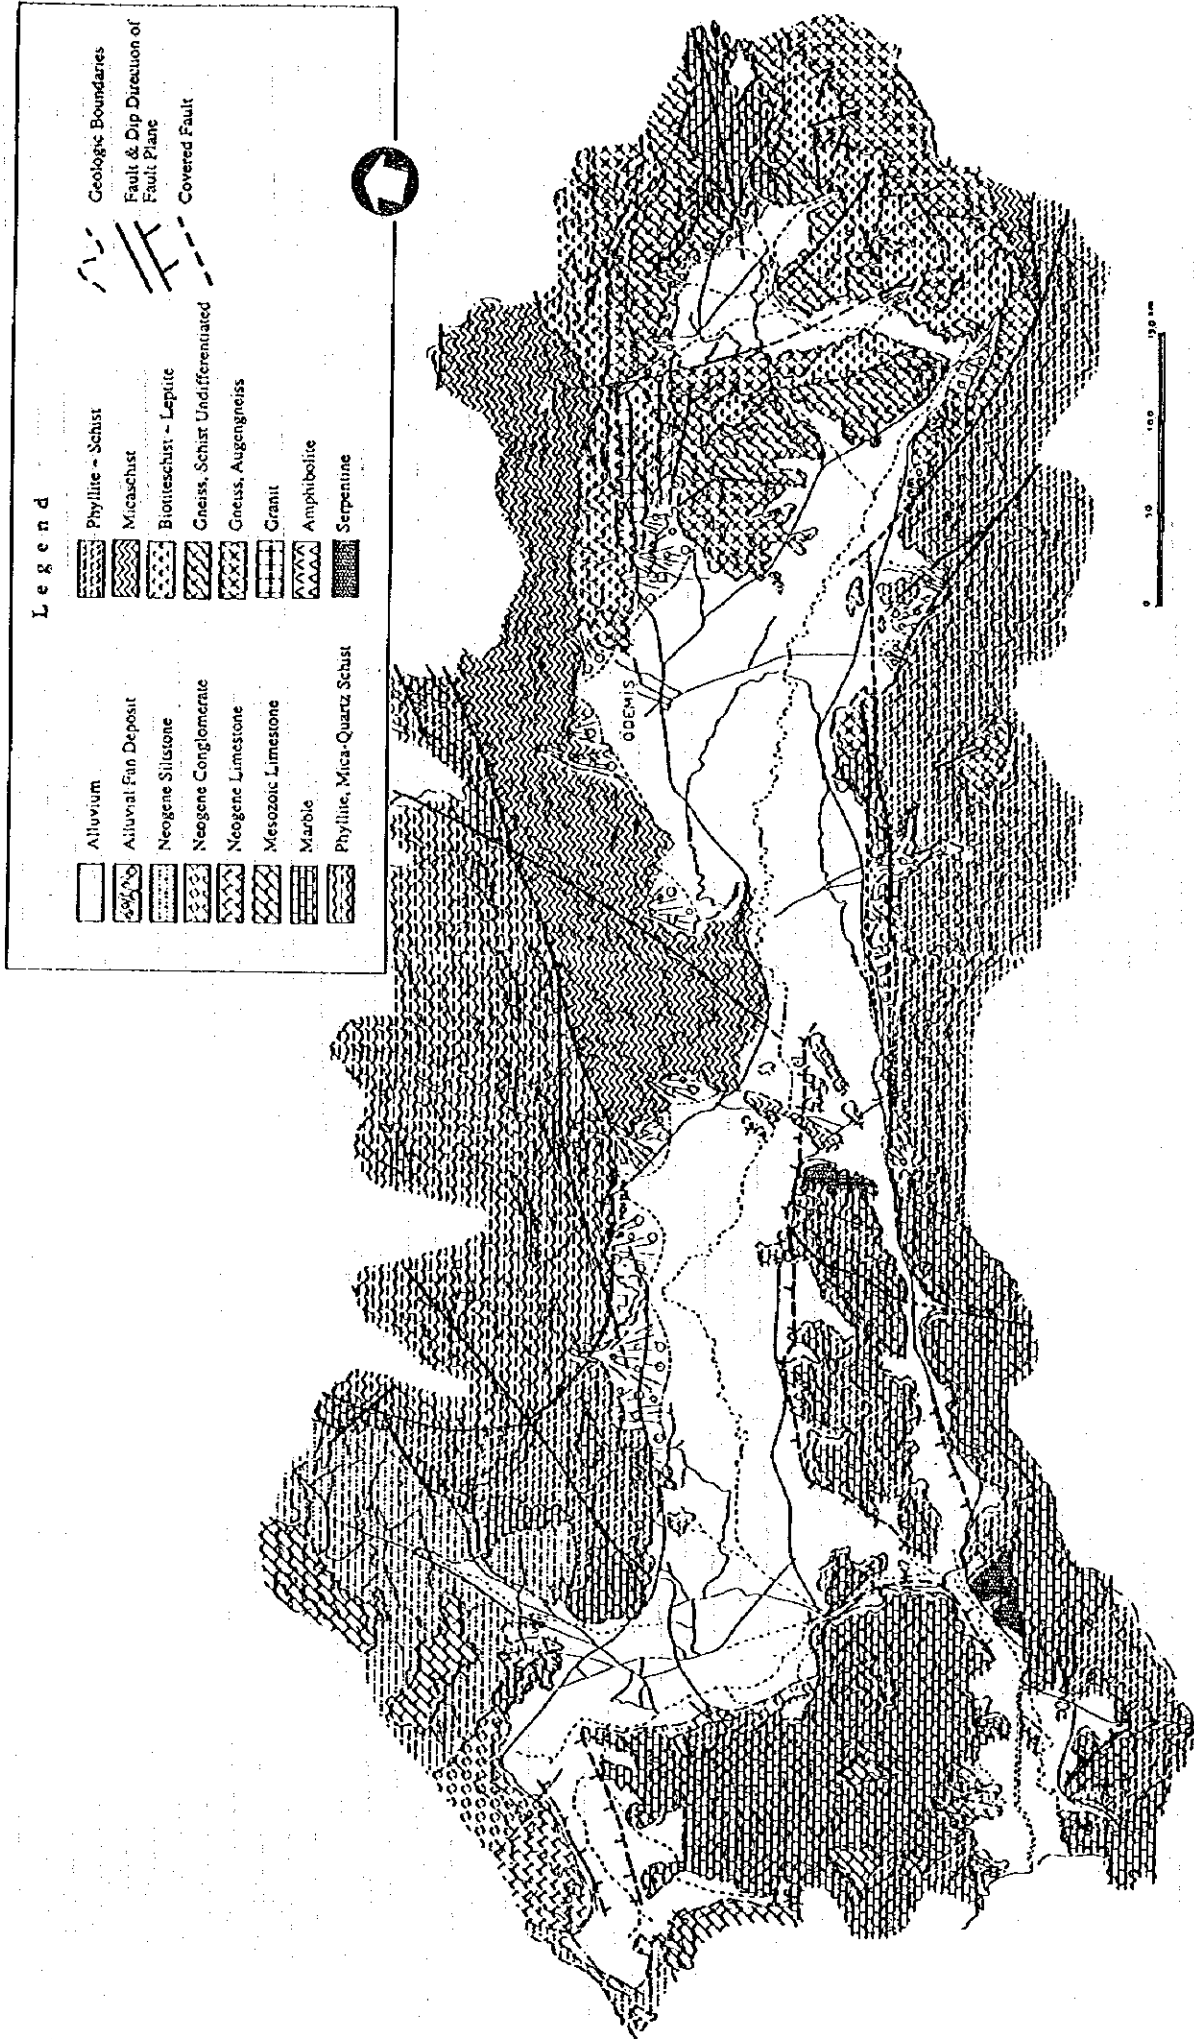 Legend
Alluvium
Alluvial Fan Deposit
Neogene Siltstone
Neogene Conglomerate
Neogene Limestone
Mesozoic Limestone
Marble
Phyllite, Mica-Quartz Schist
Phyllite - Schist
Micaschist
Biotiteschist - Leptite
Gneiss, Schist Undifferentiated
Gneiss, Augengneiss
Granit
Amphibolite
Serpentine
Geologic Boundaries
Fault & Dip Direction of
Fault Plane
Covered Fault
ODEMIS
0